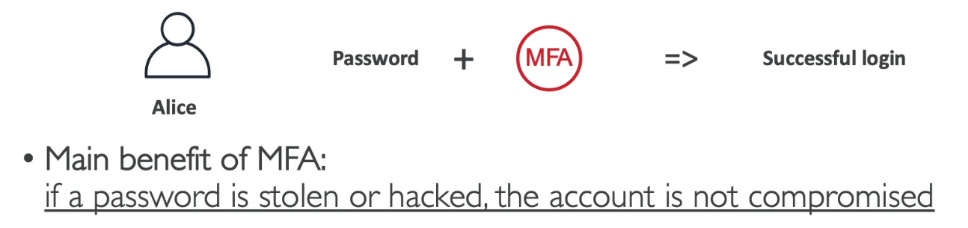 Password + MFA => Successful login
Alice
• Main benefit of MFA:
if a password is stolen or hacked, the account is not compromised